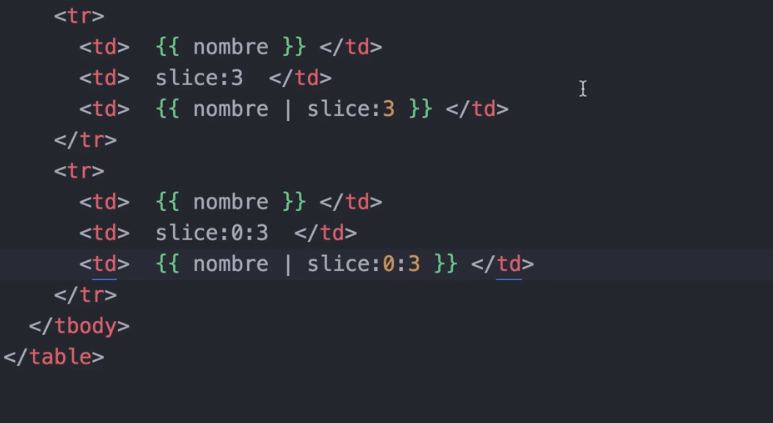 <tr>
<td>  {{ nombre }} </td>
<td>  slice:3  </td>
<td>  {{ nombre | slice:3 }} </td>
</tr>
<tr>
<td>  {{ nombre }} </td>
<td>  slice:0:3  </td>
<td>  {{ nombre | slice:0:3 }} </td>
</tr>
</tbody>
</table>